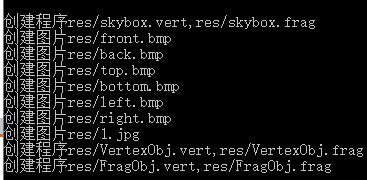 创建程序res/skybox.vert,res/skybox.frag
创建图片res/front.bmp
创建图片res/back.bmp
创建图片res/top.bmp
创建图片res/bottom.bmp
创建图片res/left.bmp
创建图片res/right.bmp
创建图片res/1.jpg
创建程序res/VertexObj.vert,res/VertexObj.frag
创建程序res/FragObj.vert,res/FragObj.frag